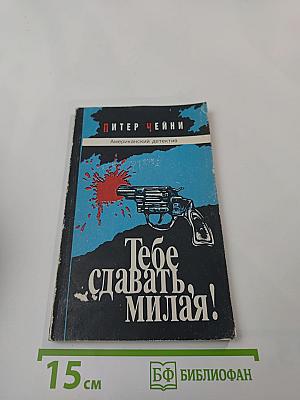 ПИТЕР ЧЕЙНИ
Американский детектив
Тебе
сдавать,
милая!
15 см
БФ БИБЛИОФАН